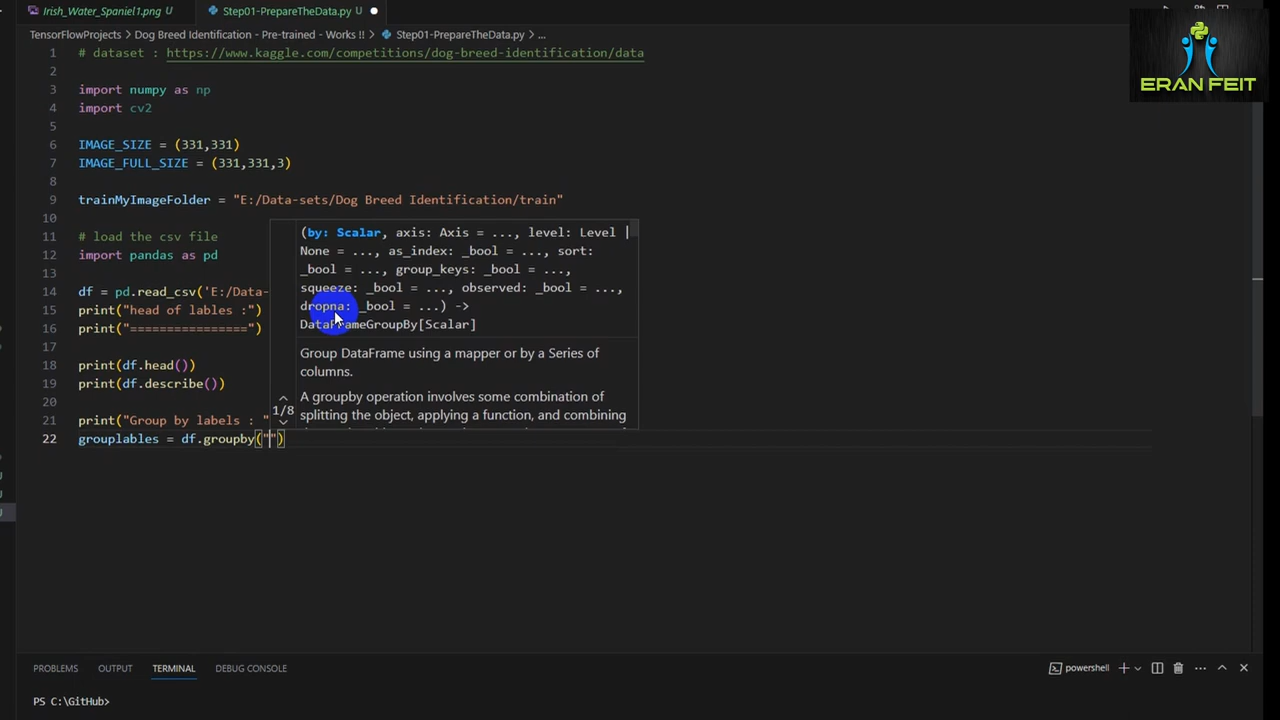 Irish_Water_Spaniel1.png U
Step01-PrepareTheData.py U
TensorFlowProjects > Dog Breed Identification - Pre-trained - Works !! > Step01-PrepareTheData.py > ...
ERAN FEIT
1 # dataset : https://www.kaggle.com/competitions/dog-breed-identification/data
2
3 import numpy as np
4 import cv2
5
6 IMAGE_SIZE = (331,331)
7 IMAGE_FULL_SIZE = (331,331,3)
8
9 trainMyImageFolder = "E:/Data-sets/Dog Breed Identification/train"
10
11 # load the csv file
12 import pandas as pd
13
14 df = pd.read_csv('E:/Data-
15 print("head of lables :")
16 print("================")
17
18 print(df.head())
19 print(df.describe())
20
21 print("Group by labels : "
22 grouplables = df.groupby("")
(by: Scalar, axis: Axis = ..., level: Level |
None = ..., as_index: _bool = ..., sort:
_bool = ..., group_keys: _bool = ...,
squeeze: _bool = ..., observed: _bool = ...,
dropna: _bool = ...) ->
DataFrameGroupBy[Scalar]
Group DataFrame using a mapper or by a Series of
columns.
1/8
A groupby operation involves some combination of
splitting the object, applying a function, and combining
PROBLEMS OUTPUT TERMINAL DEBUG CONSOLE
powershell
PS C:\GitHub>